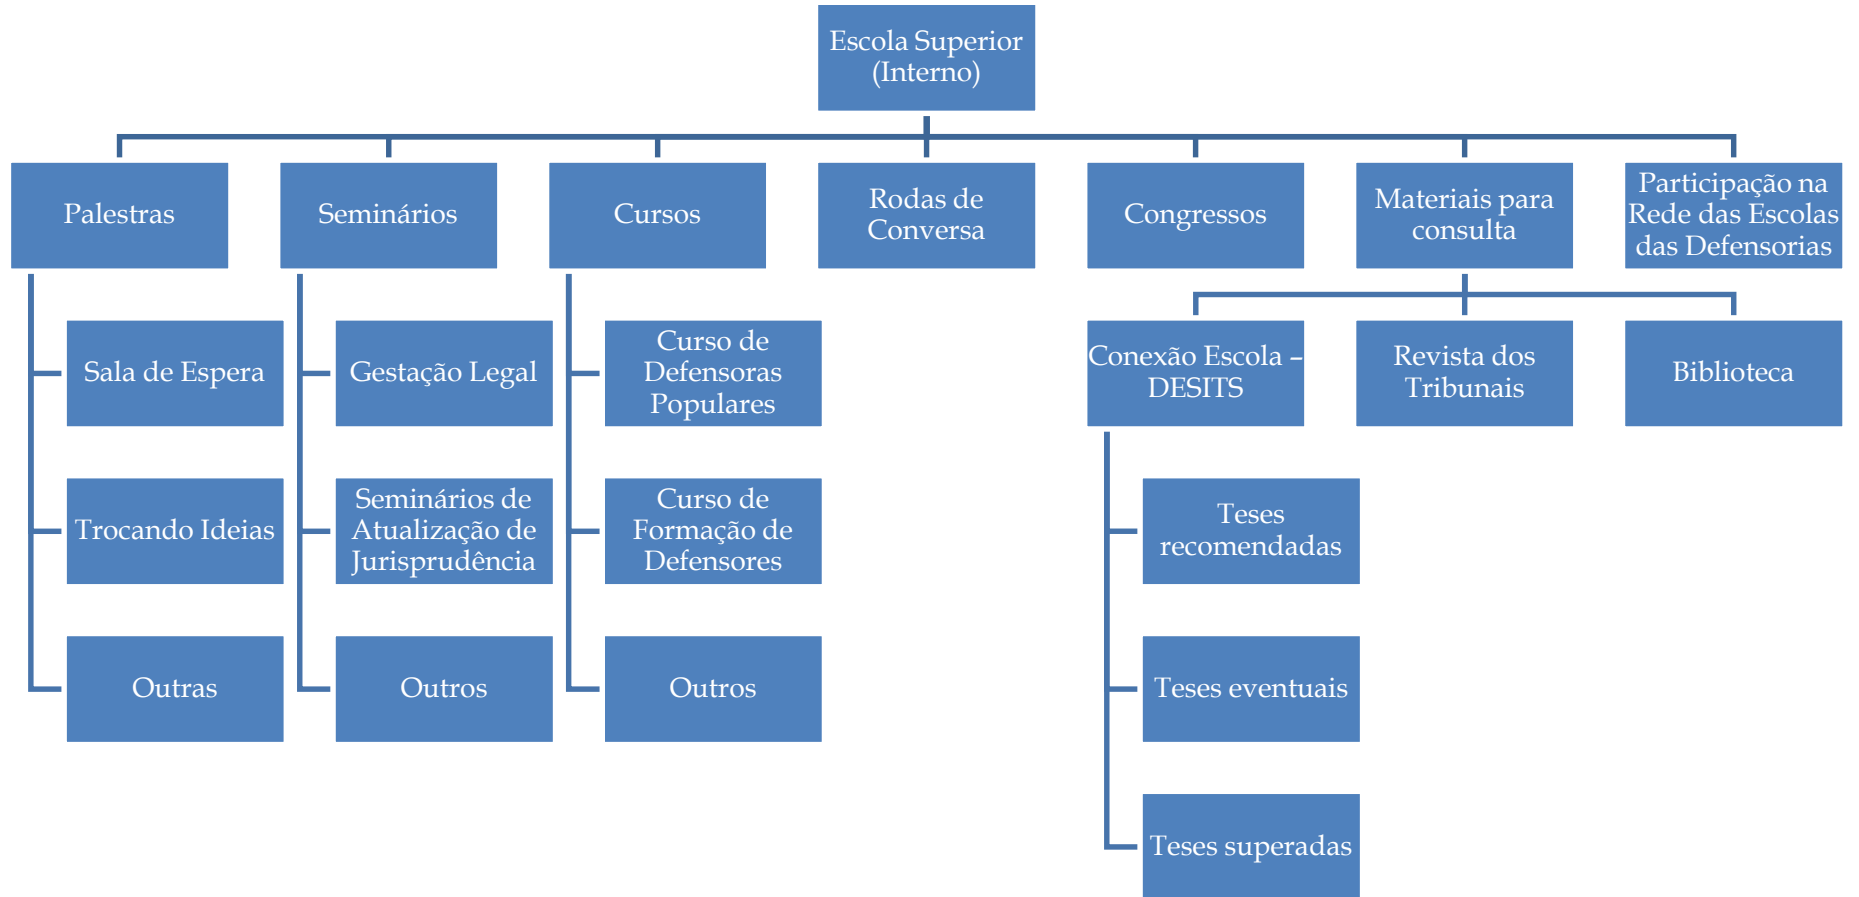 Escola Superior
(Interno)
Palestras
Seminários
Cursos
Rodas de
Conversa
Congressos
Materiais para
consulta
Participação na
Rede das Escolas
das Defensorias
Sala de Espera
Gestação Legal
Curso de
Defensoras
Populares
Conexão Escola –
DESITS
Revista dos
Tribunais
Biblioteca
Trocando Ideias
Seminários de
Atualização de
Jurisprudência
Curso de
Formação de
Defensores
Teses
recomendadas
Outras
Outros
Outros
Teses eventuais
Teses superadas